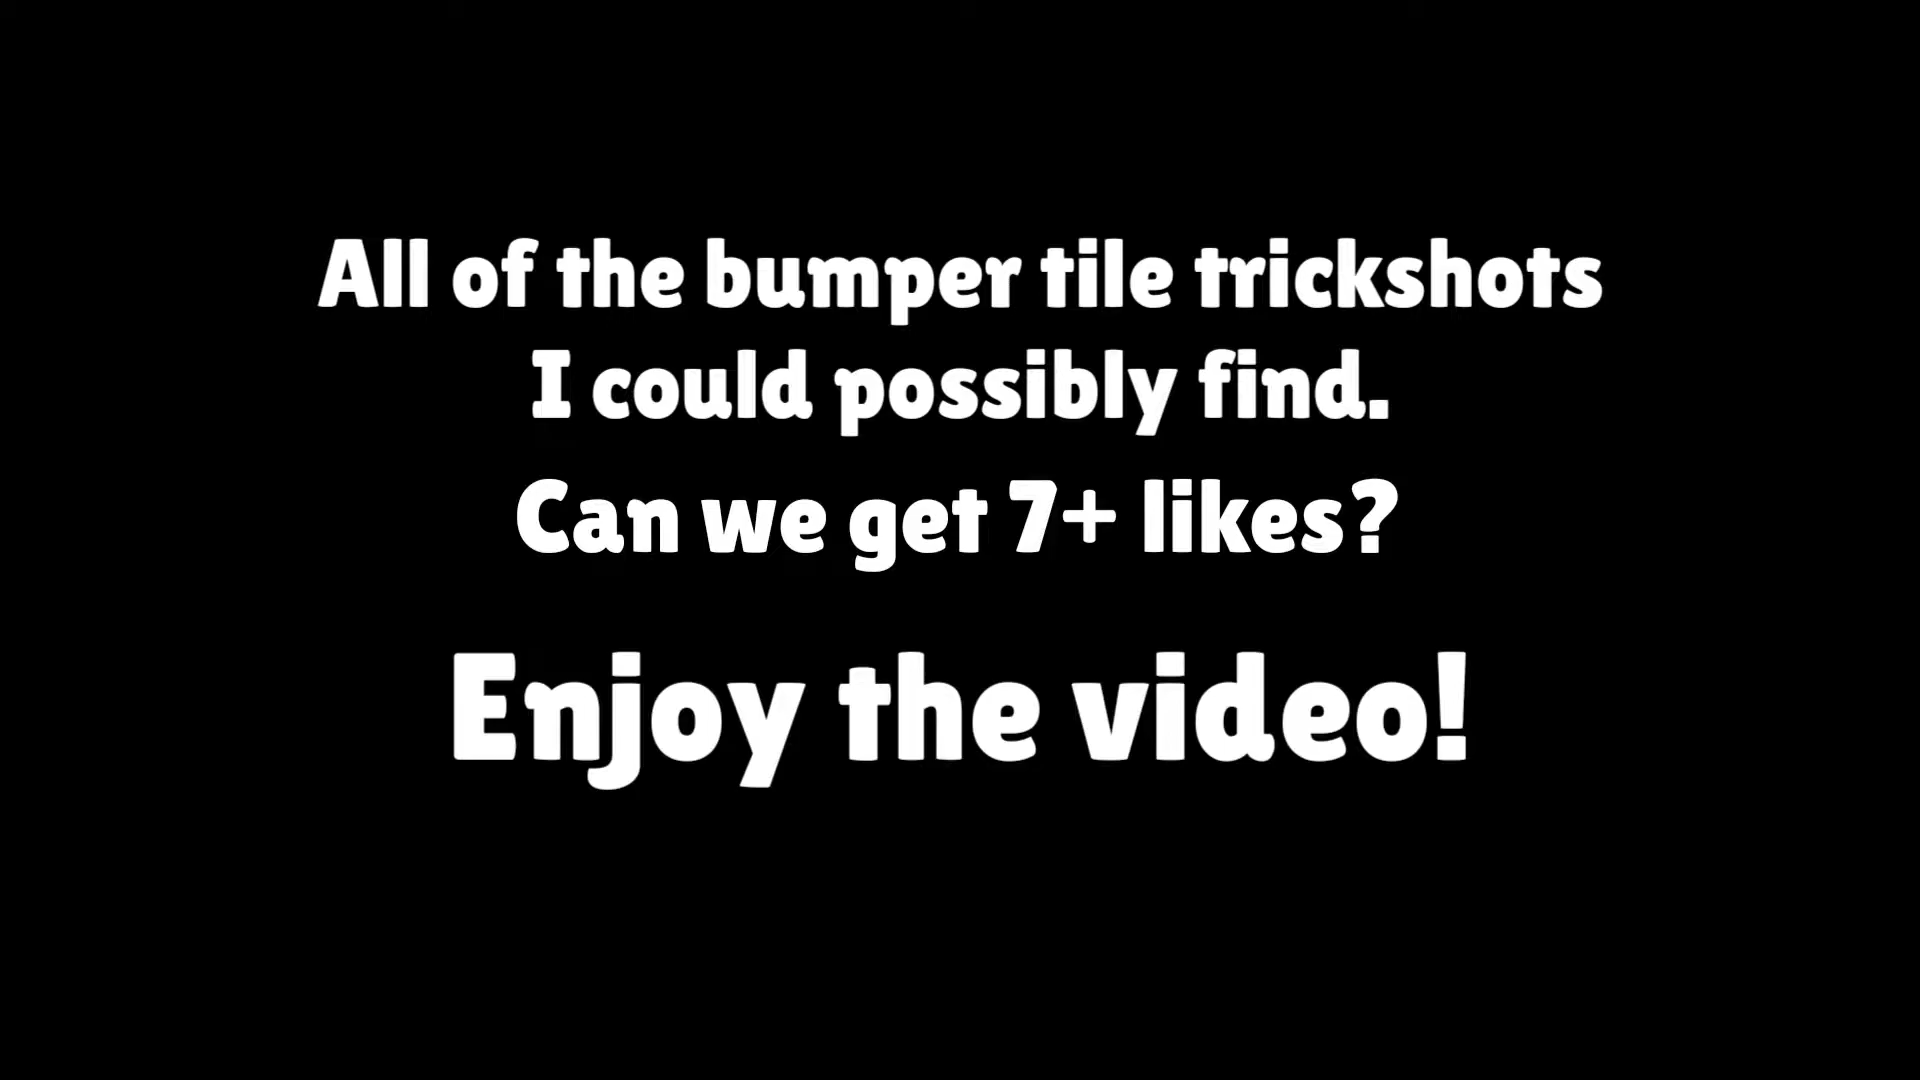 All of the bumper tile trickshots
I could possibly find.
Can we get 7+ likes?
Enjoy the video!